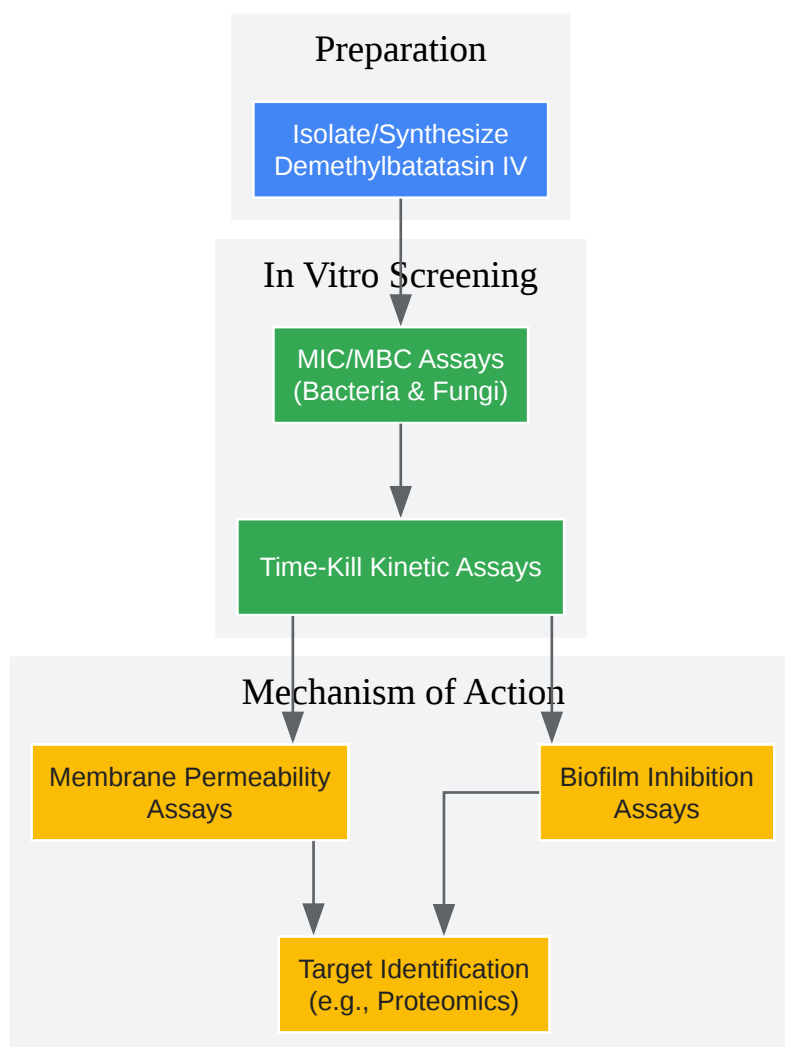 Preparation
Isolate/Synthesize
Demethylbatatasin IV
In Vitro Screening
MIC/MBC Assays
(Bacteria & Fungi)
Time-Kill Kinetic Assays
Mechanism of Action
Membrane Permeability
Assays
Biofilm Inhibition
Assays
Target Identification
(e.g., Proteomics)